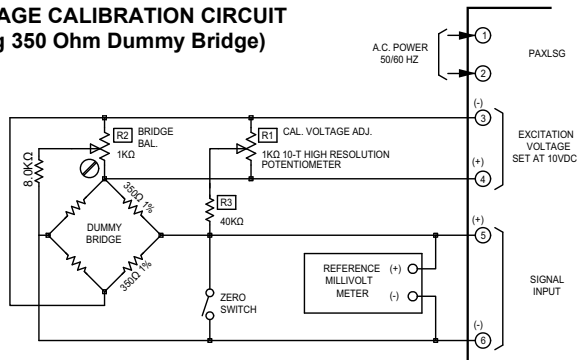 AGE CALIBRATION CIRCUIT
g 350 Ohm Dummy Bridge)
A.C. POWER
50/60 HZ
1
2
PAXLSG
(-)
3
EXCITATION
VOLTAGE
SET AT 10VDC
(+)
4
R2 BRIDGE
BAL.
1KΩ
R1 CAL. VOLTAGE ADJ.
1KΩ 10-T HIGH RESOLUTION
POTENTIOMETER
8.0KΩ
350Ω 1%
R3
40KΩ
DUMMY
BRIDGE
350Ω 1%
(+)
5
REFERENCE (+)
MILLIVOLT
METER (-)
SIGNAL
INPUT
ZERO
SWITCH
(-)
6